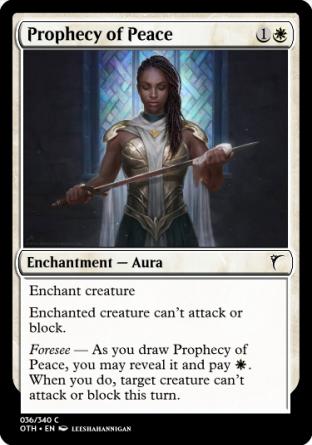 Prophecy of Peace 1
Enchantment — Aura
Enchant creature
Enchanted creature can't attack or
block.
Foresee — As you draw Prophecy of
Peace, you may reveal it and pay .
When you do, target creature can't
attack or block this turn.
036/340 C
OTH • EN LEESHAHANNIGAN